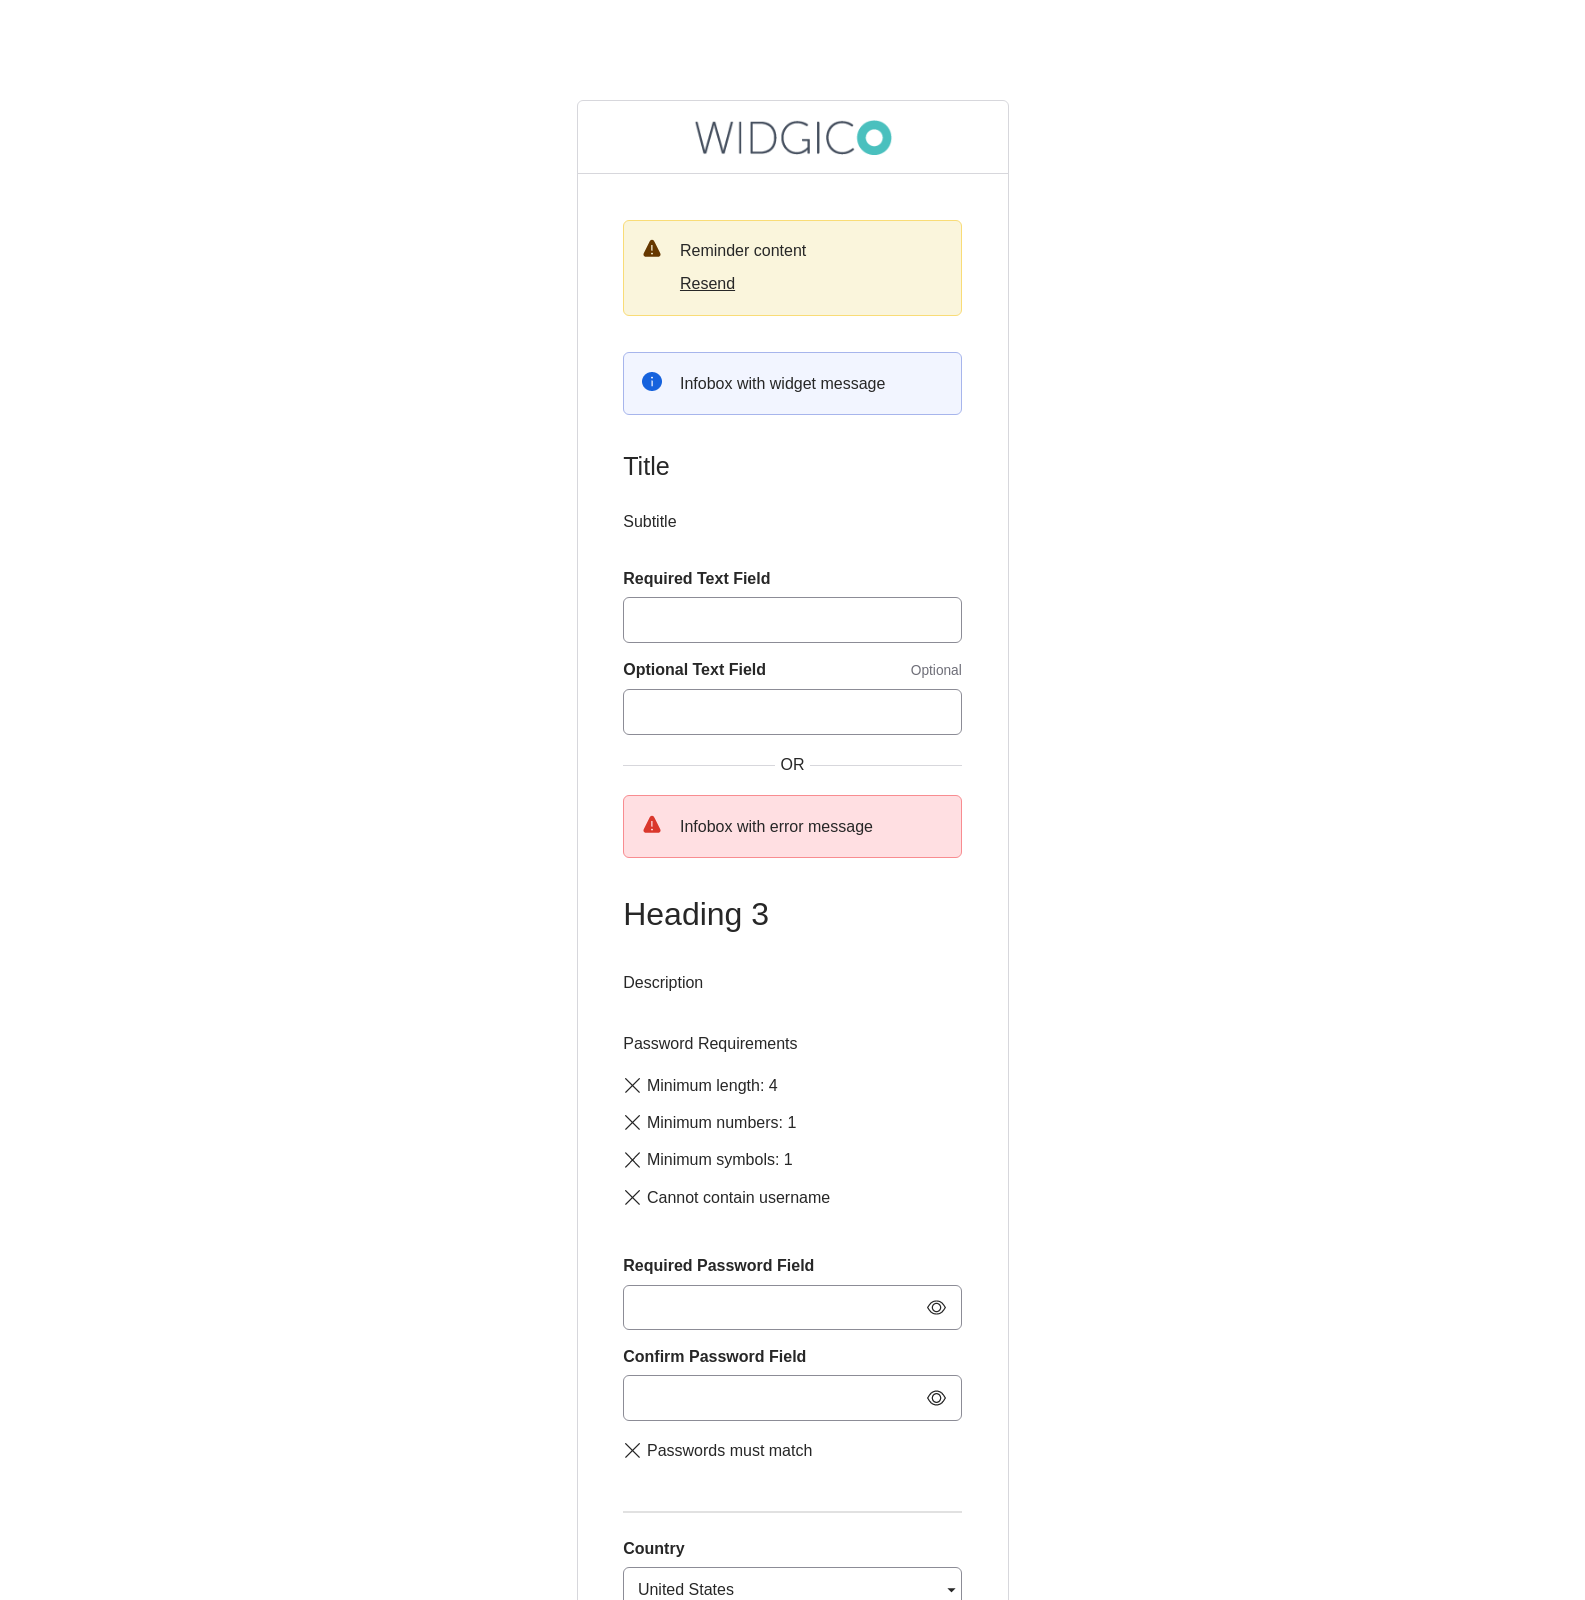 WIDGICO
Reminder content
Resend
Infobox with widget message
Title
Subtitle
Required Text Field
Optional Text Field Optional
OR
Infobox with error message
Heading 3
Description
Password Requirements
Minimum length: 4
Minimum numbers: 1
Minimum symbols: 1
Cannot contain username
Required Password Field
Confirm Password Field
Passwords must match
Country
United States